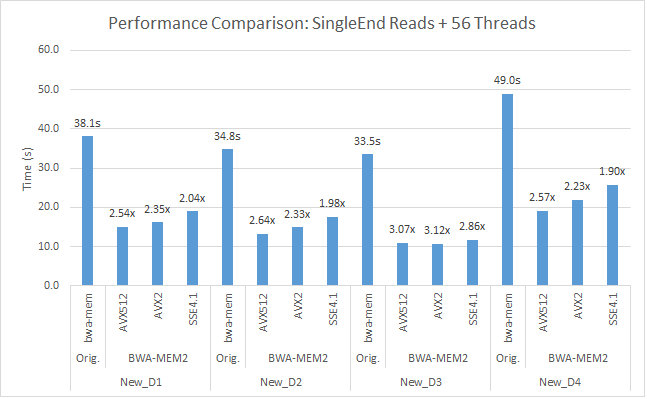 Performance Comparison: SingleEnd Reads + 56 Threads
Time (s)
60.0
50.0
40.0
30.0
20.0
10.0
0.0
38.1s 2.54x 2.35x 2.04x 34.8s 2.64x 2.33x 1.98x 33.5s 3.07x 3.12x 2.86x 49.0s 2.57x 2.23x 1.90x
bwa-mem AVX512 AVX2 SSE4.1 bwa-mem AVX512 AVX2 SSE4.1 bwa-mem AVX512 AVX2 SSE4.1 bwa-mem AVX512 AVX2 SSE4.1
Orig. BWA-MEM2 Orig. BWA-MEM2 Orig. BWA-MEM2 Orig. BWA-MEM2
New_D1 New_D2 New_D3 New_D4